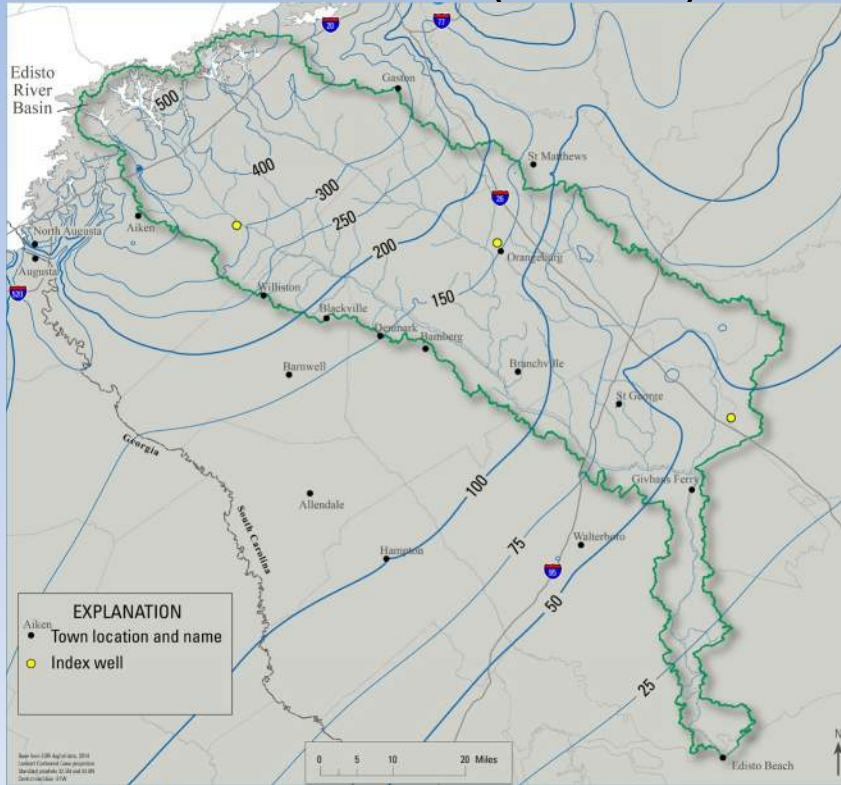 Edisto
River
Basin
20
77
Gaston
500
St Matthews
400
300
26
250
Aiken
North Augusta
200
Augusta
Orangeburg
520
Williston
150
Blackville
Denmark
Bamberg
Barnwell
Branchville
St George
Georgia
South Carolina
Givhans Ferry
100
Allendale
75
Walterboro
Hampton
95
50
25
EXPLANATION
Aiken
Town location and name
Index well
N
0 5 10 20 Miles
Edisto Beach